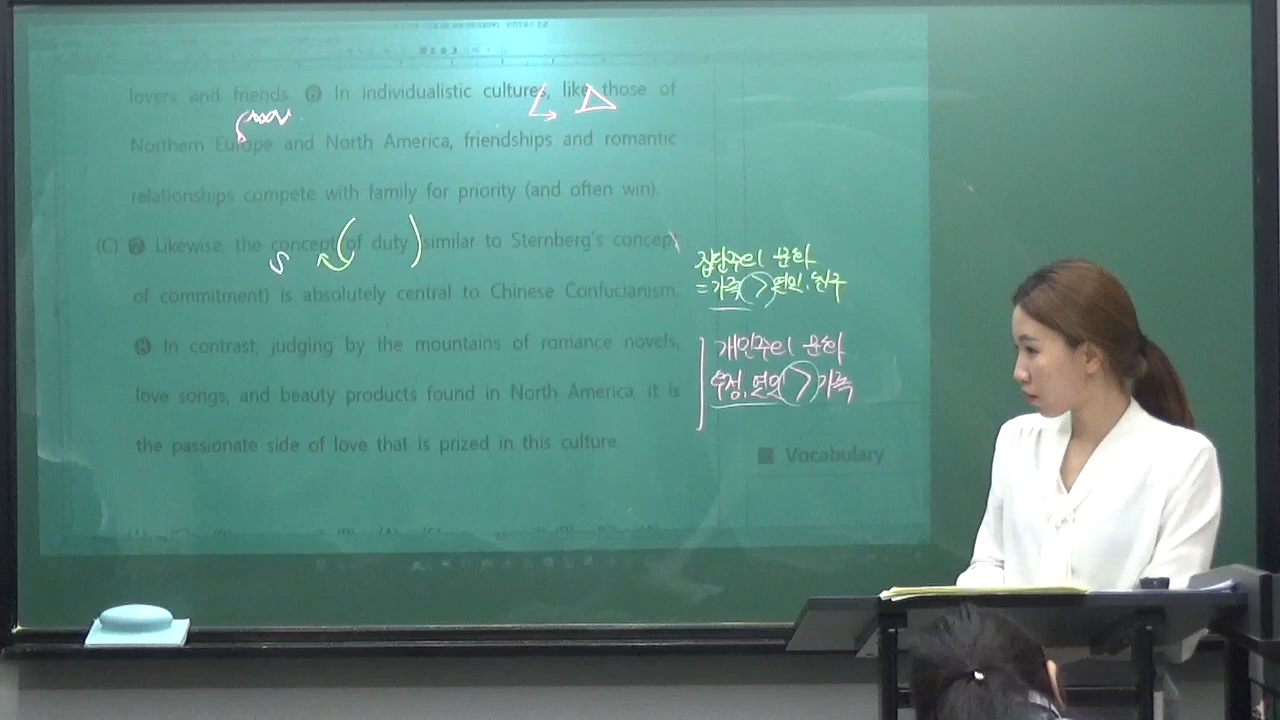 lovers and friends ❻ In individualistic cultures, like those of
Northern Europe and North America, friendships and romantic
relationships compete with family for priority (and often win).
(C) ❼ Likewise the concept of duty similar to Sternberg's concept
of commitment) is absolutely central to Chinese Confucianism.
❽ In contrast, judging by the mountains of romance novels,
love songs, and beauty products found in North America, it is
the passionate side of love that is prized in this culture
S
집단주의 문화
= 가족 > 연인, 친구
개인주의 문화
우정, 연인 > 가족
■ Vocabulary